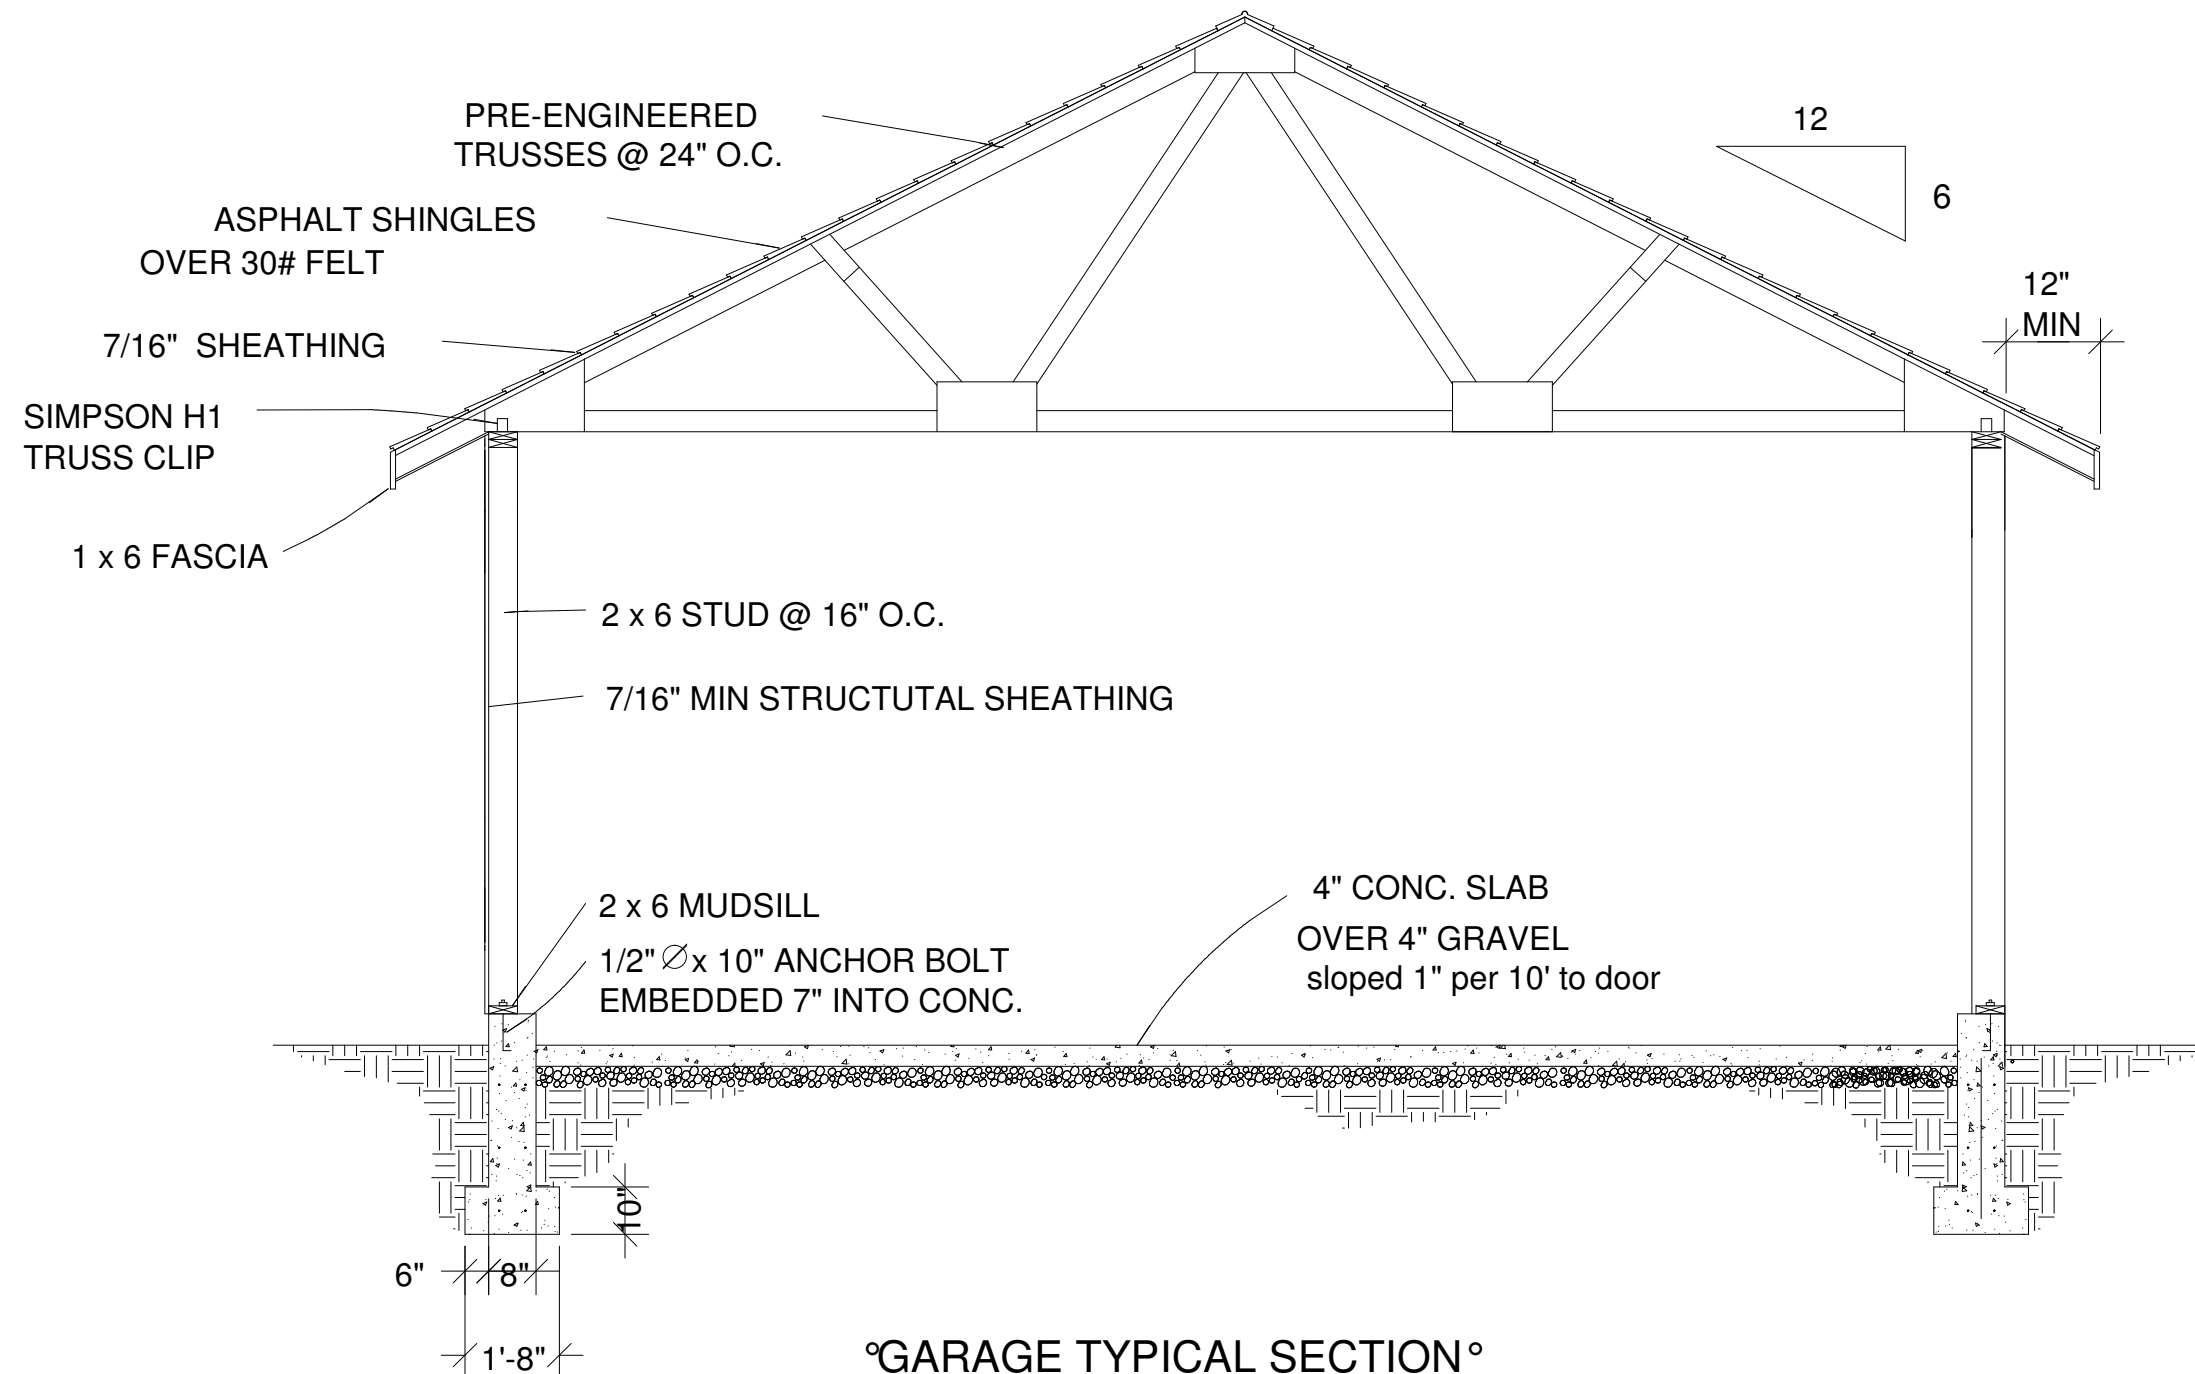 PRE-ENGINEERED
TRUSSES @ 24" O.C.
12
6
ASPHALT SHINGLES
OVER 30# FELT
12"
MIN
7/16" SHEATHING
SIMPSON H1
TRUSS CLIP
1 x 6 FASCIA
2 x 6 STUD @ 16" O.C.
7/16" MIN STRUCTUTAL SHEATHING
2 x 6 MUDSILL
1/2" ∅ x 10" ANCHOR BOLT
EMBEDDED 7" INTO CONC.
4" CONC. SLAB
OVER 4" GRAVEL
sloped 1" per 10' to door
10"
6"
8"
1'-8"
°GARAGE TYPICAL SECTION°